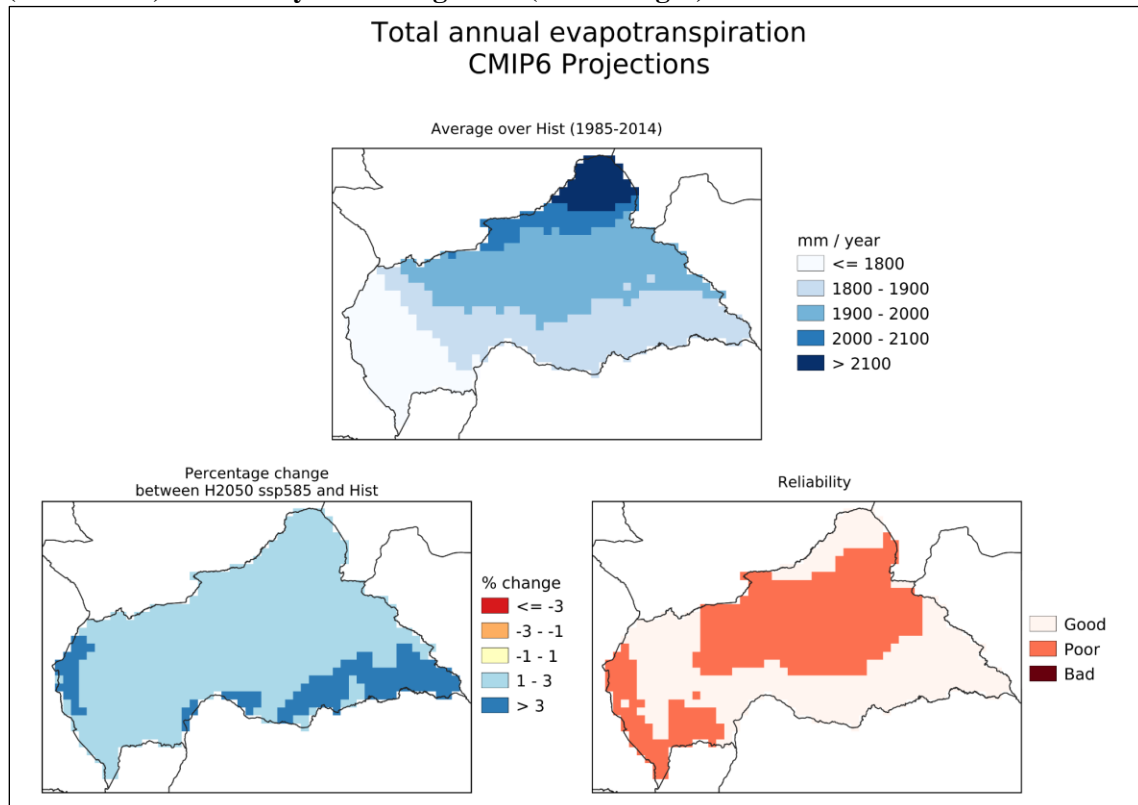 Total annual evapotranspiration
CMIP6 Projections
Average over Hist (1985-2014)
mm / year
<= 1800
1800 - 1900
1900 - 2000
2000 - 2100
> 2100
Percentage change
between H2050 ssp585 and Hist
% change
<= -3
-3 - -1
-1 - 1
1 - 3
> 3
Reliability
Good
Poor
Bad